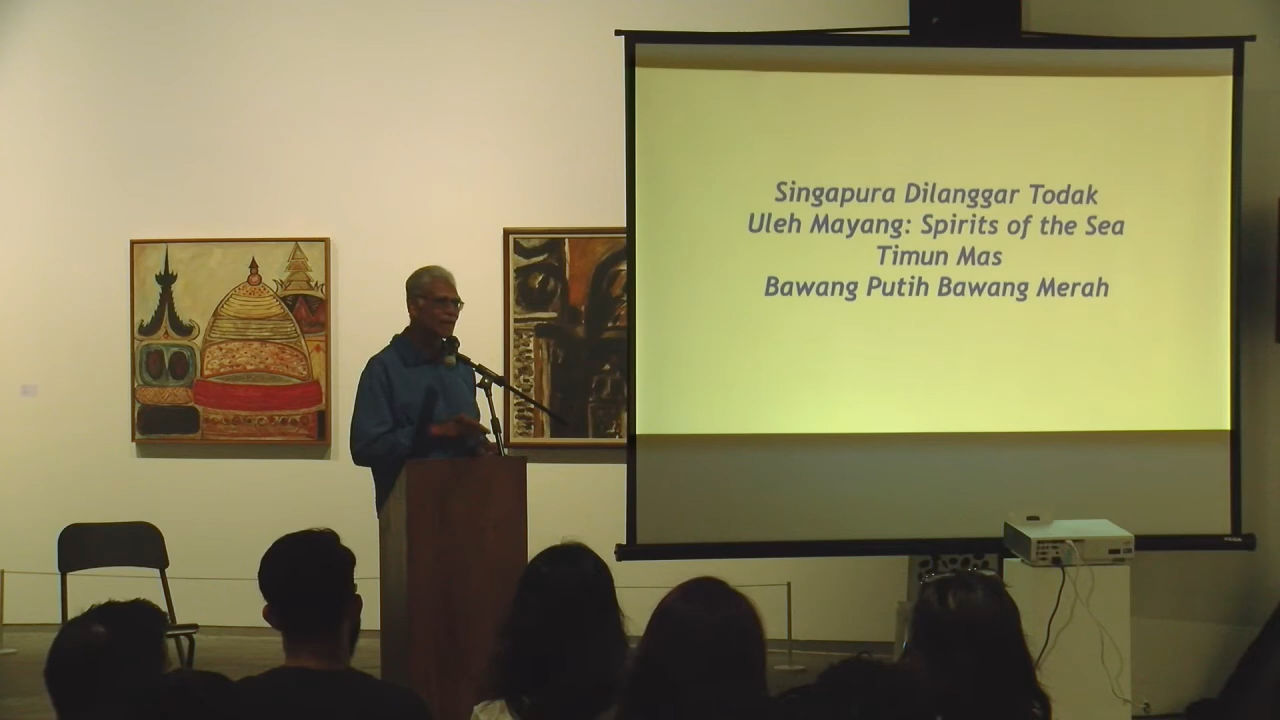 Singapura Dilanggar Todak
Uleh Mayang: Spirits of the Sea
Timun Mas
Bawang Putih Bawang Merah